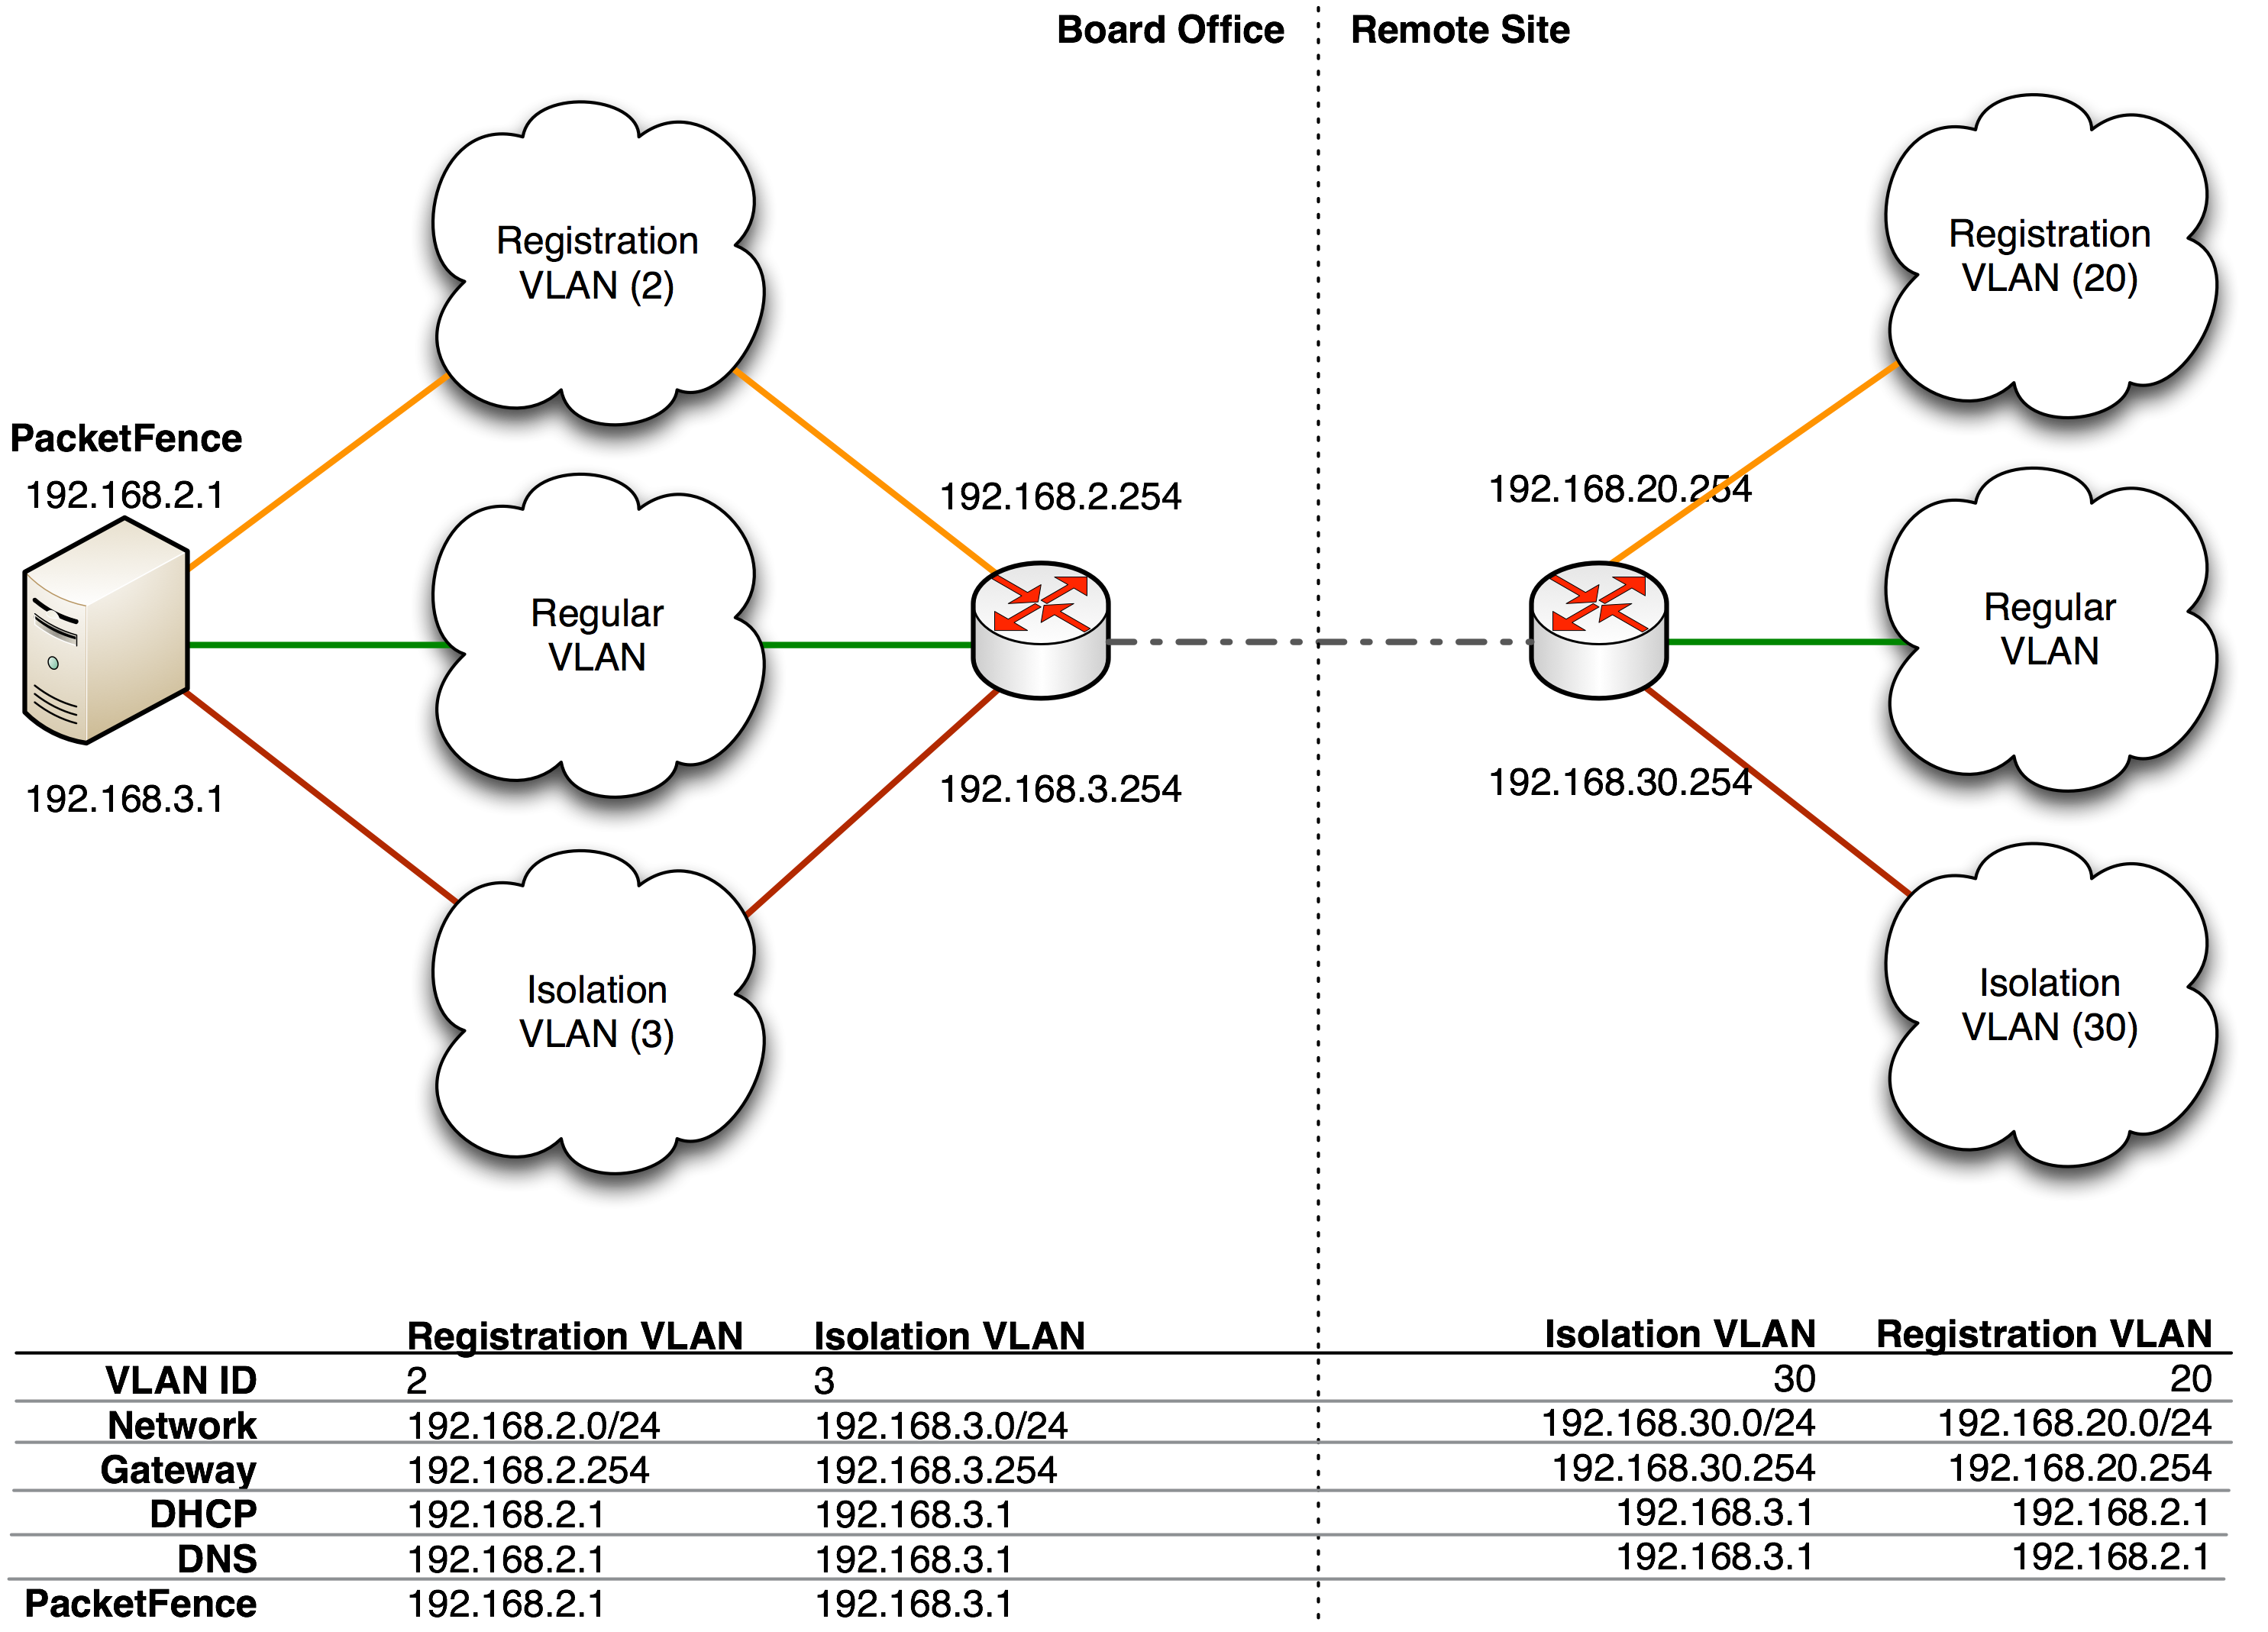 Board Office
Remote Site
Registration
VLAN (2)
Registration
VLAN (20)
PacketFence
192.168.2.1
192.168.2.254
192.168.20.254
Regular
VLAN
Regular
VLAN
192.168.3.1
192.168.3.254
192.168.30.254
Isolation
VLAN (3)
Isolation
VLAN (30)
Registration VLAN Isolation VLAN Isolation VLAN Registration VLAN
VLAN ID 2 3 30 20
Network 192.168.2.0/24 192.168.3.0/24 192.168.30.0/24 192.168.20.0/24
Gateway 192.168.2.254 192.168.3.254 192.168.30.254 192.168.20.254
DHCP 192.168.2.1 192.168.3.1 192.168.3.1 192.168.2.1
DNS 192.168.2.1 192.168.3.1 192.168.3.1 192.168.2.1
PacketFence 192.168.2.1 192.168.3.1